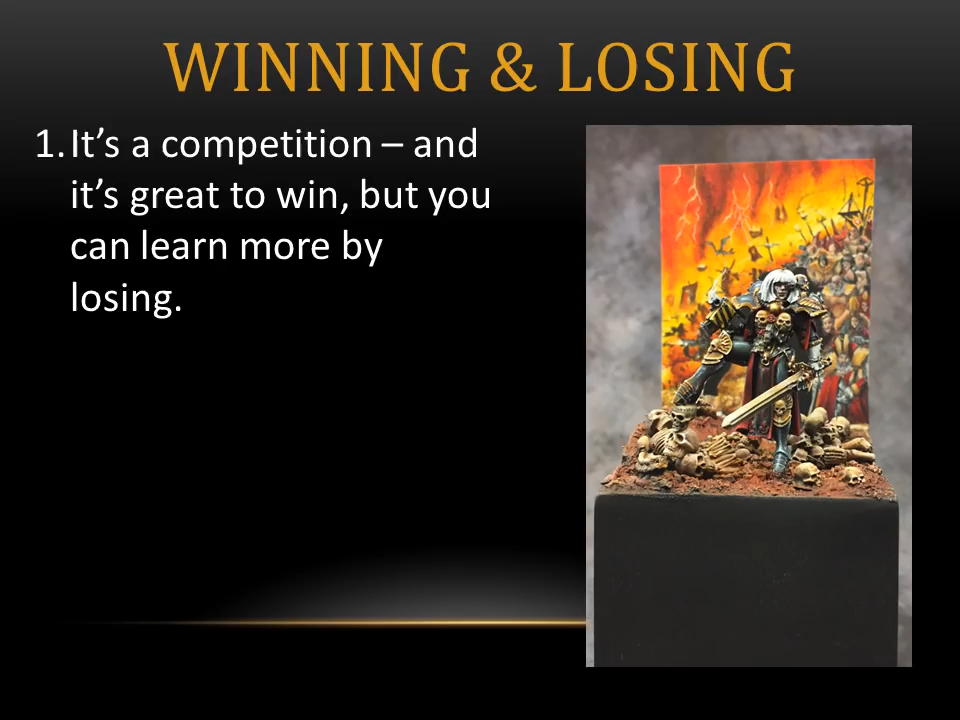 WINNING & LOSING
1. It’s a competition – and
it’s great to win, but you
can learn more by
losing.